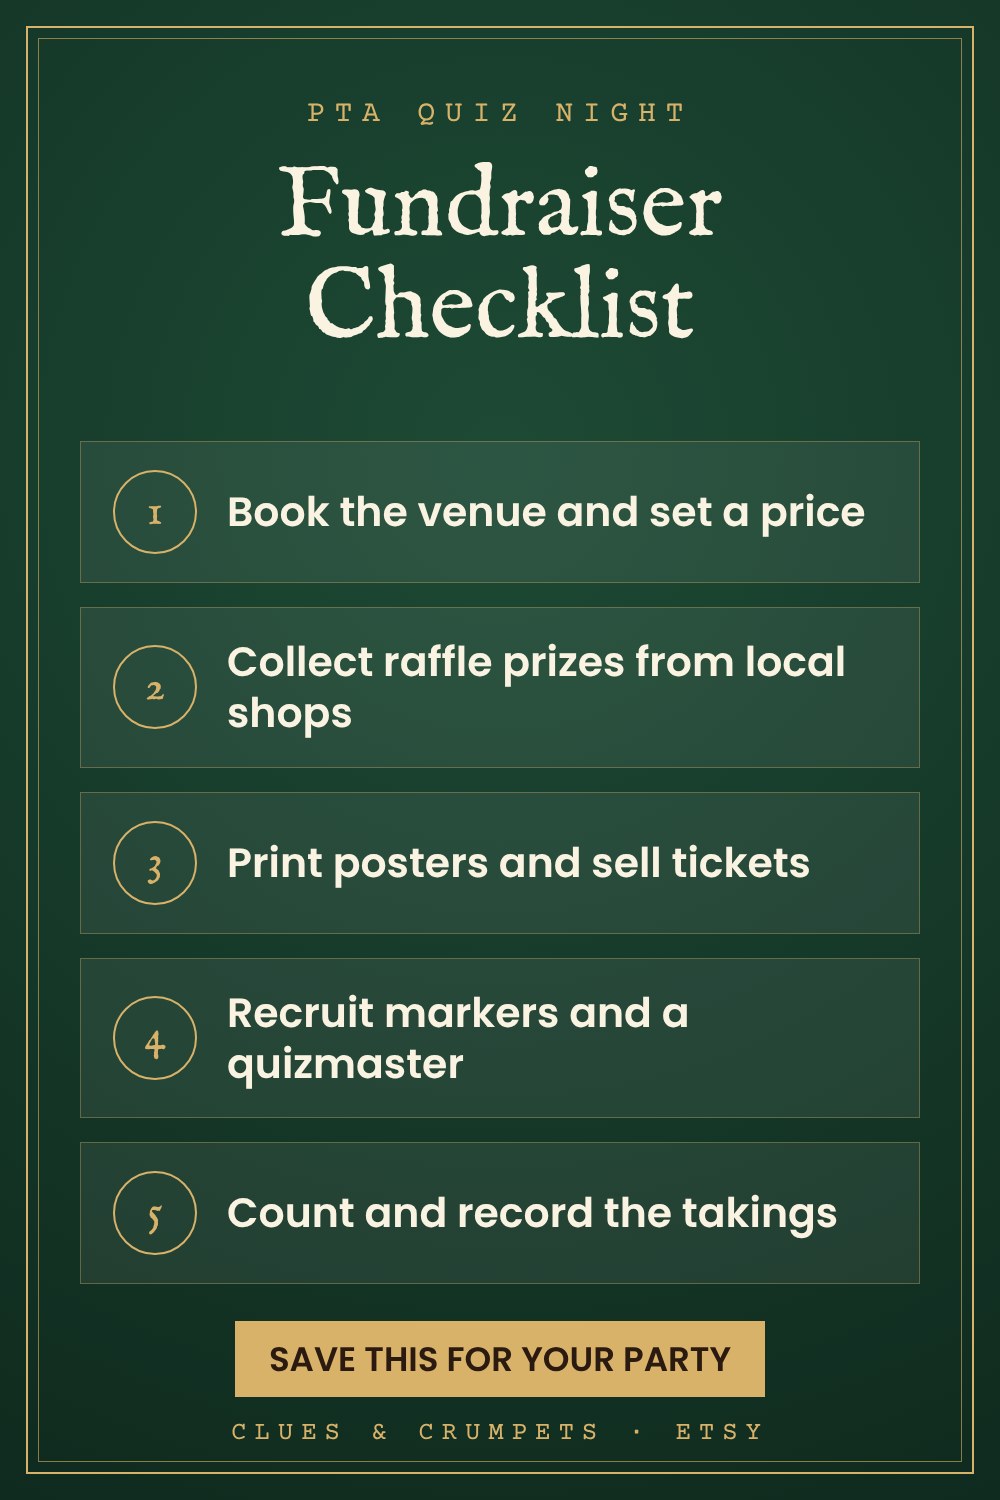 PTA QUIZ NIGHT
Fundraiser
Checklist
1 Book the venue and set a price
2 Collect raffle prizes from local
shops
3 Print posters and sell tickets
4 Recruit markers and a
quizmaster
5 Count and record the takings
SAVE THIS FOR YOUR PARTY
CLUES & CRUMPETS · ETSY